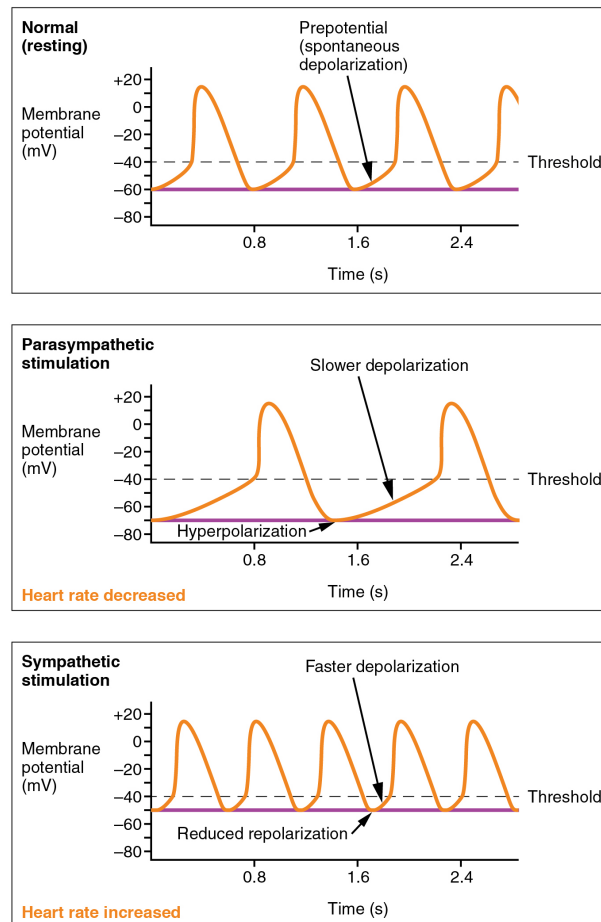 Normal
(resting)
Prepotential
(spontaneous
depolarization)
Membrane
potential
(mV)
+20
0
−20
−40
−60
−80
Threshold
0.8
1.6
2.4
Time (s)
Parasympathetic
stimulation
Slower depolarization
Membrane
potential
(mV)
+20
0
−20
−40
−60
−80
Threshold
Hyperpolarization
0.8
1.6
2.4
Time (s)
Heart rate decreased
Sympathetic
stimulation
Faster depolarization
Membrane
potential
(mV)
+20
0
−20
−40
−60
−80
Threshold
Reduced repolarization
0.8
1.6
2.4
Time (s)
Heart rate increased